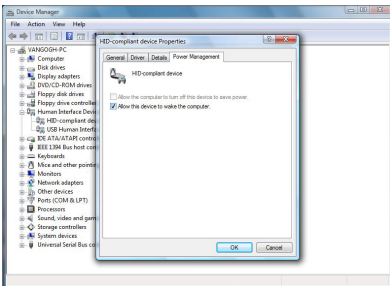 Device Manager
File Action View Help
VANGOGH-PC
Computer
Disk drives
Display adapters
DVD/CD-ROM drives
Floppy disk drives
Floppy drive controller
Human Interface Devic
HID-compliant dev
USB Human Interfa
IDE ATA/ATAPI contro
IEEE 1394 Bus host con
Keyboards
Mice and other pointin
Monitors
Network adapters
Other devices
Ports (COM & LPT)
Processors
Sound, video and gam
Storage controllers
System devices
Universal Serial Bus co
HID-compliant device Properties
General Driver Details Power Management
HID-compliant device
Allow the computer to turn off this device to save power.
Allow this device to wake the computer.
OK Cancel